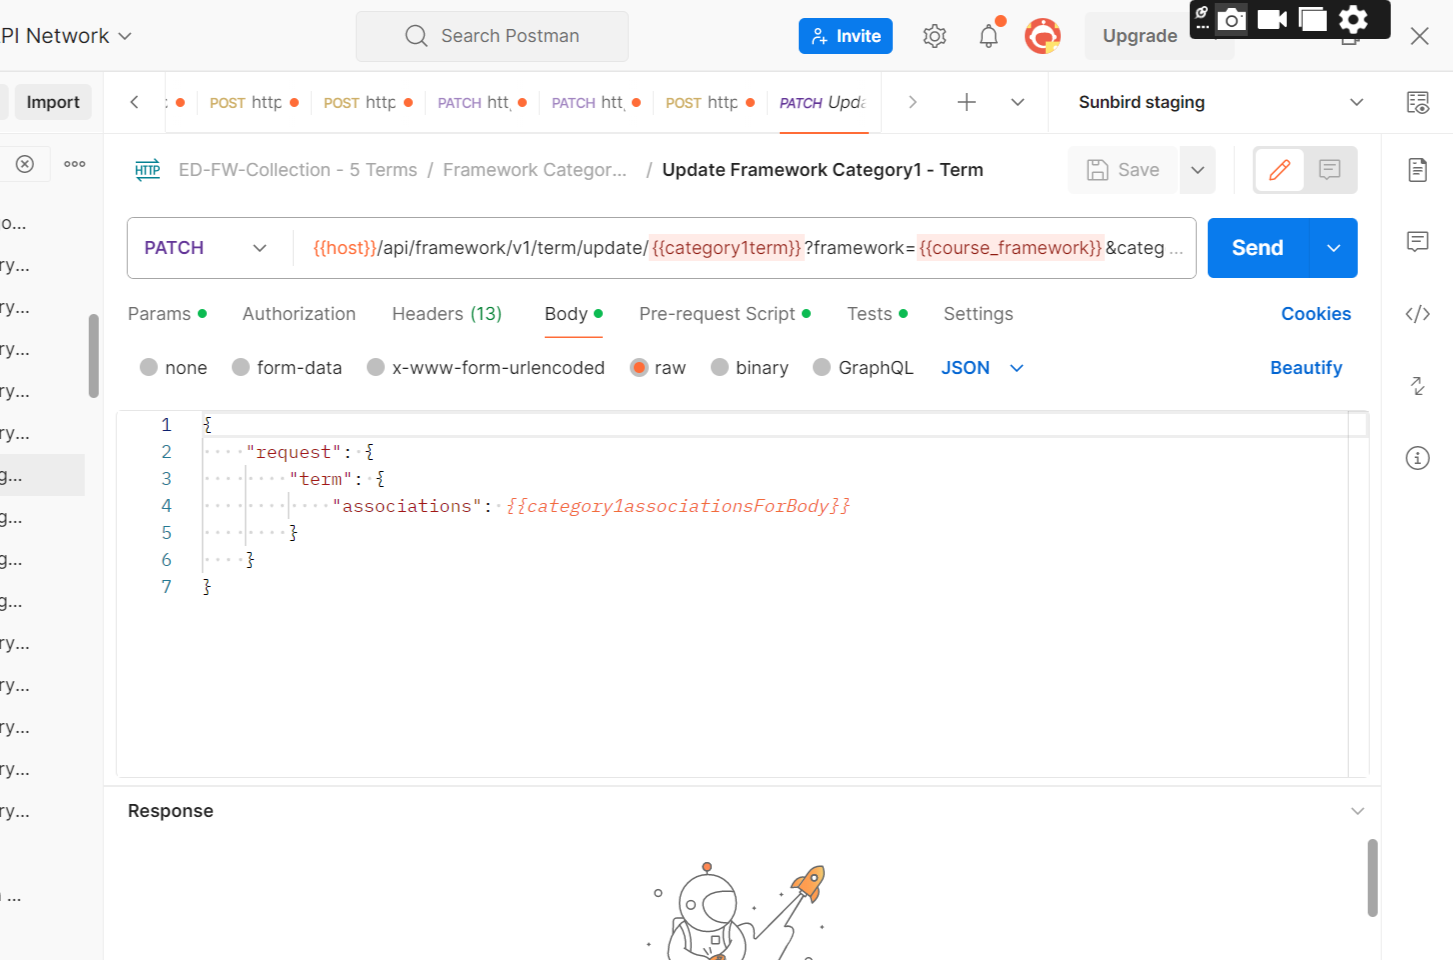 PI Network
Search Postman
Invite
Upgrade
Import
POST http
POST http
PATCH htt
PATCH htt
POST http
PATCH Upda
Sunbird staging
HTTP
ED-FW-Collection - 5 Terms / Framework Categor... / Update Framework Category1 - Term
Save
PATCH
{{host}}/api/framework/v1/term/update/{{category1term}}?framework={{course_framework}}&categ ...
Send
Params
Authorization
Headers (13)
Body
Pre-request Script
Tests
Settings
Cookies
none
form-data
x-www-form-urlencoded
raw
binary
GraphQL
JSON
Beautify
1 {
2 "request": {
3 "term": {
4 "associations": {{category1associationsForBody}}
5 }
6 }
7 }
o...
ry...
ry...
ry...
ry...
ry...
g...
g...
g...
g...
ry...
ry...
ry...
ry...
ry...
...
Response